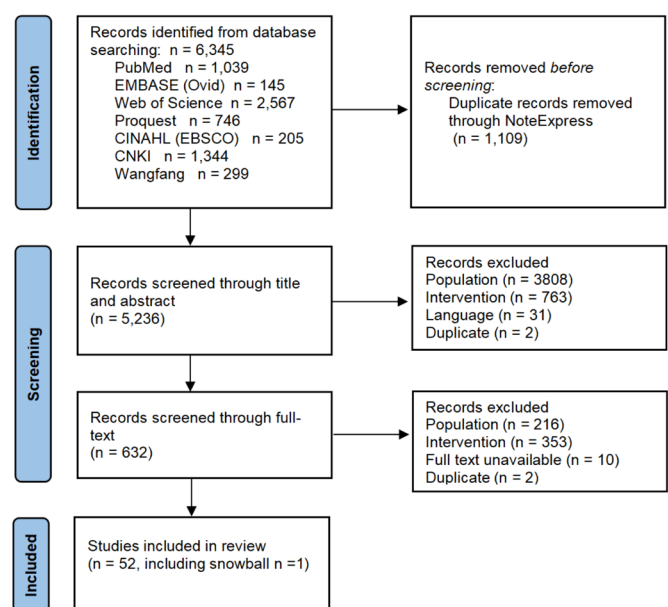 Identification
Records identified from database
searching: n = 6,345
PubMed n = 1,039
EMBASE (Ovid) n = 145
Web of Science n = 2,567
Proquest n = 746
CINAHL (EBSCO) n = 205
CNKI n = 1,344
Wangfang n = 299
Records removed before
screening:
Duplicate records removed
through NoteExpress
(n = 1,109)
Screening
Records screened through title
and abstract
(n = 5,236)
Records excluded
Population (n = 3808)
Intervention (n = 763)
Language (n = 31)
Duplicate (n = 2)
Records screened through full-
text
(n = 632)
Records excluded
Population (n = 216)
Intervention (n = 353)
Full text unavailable (n = 10)
Duplicate (n = 2)
Included
Studies included in review
(n = 52, including snowball n =1)